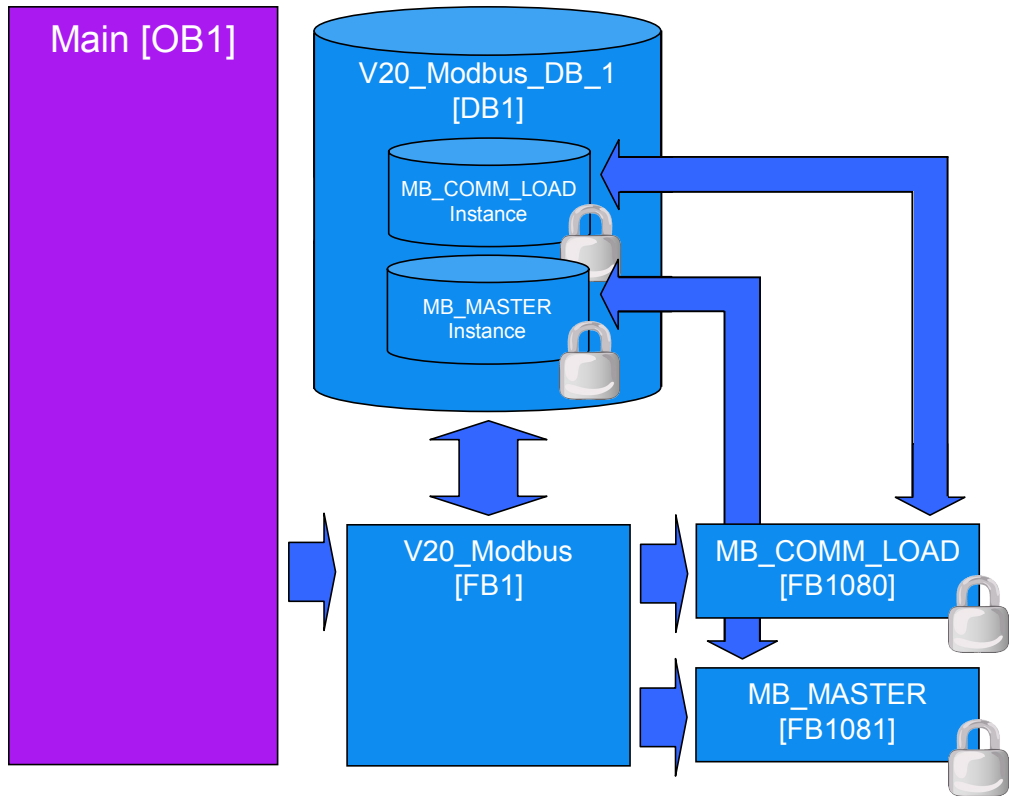 Main [OB1]
V20_Modbus_DB_1
[DB1]
MB_COMM_LOAD
Instance
MB_MASTER
Instance
V20_Modbus
[FB1]
MB_COMM_LOAD
[FB1080]
MB_MASTER
[FB1081]